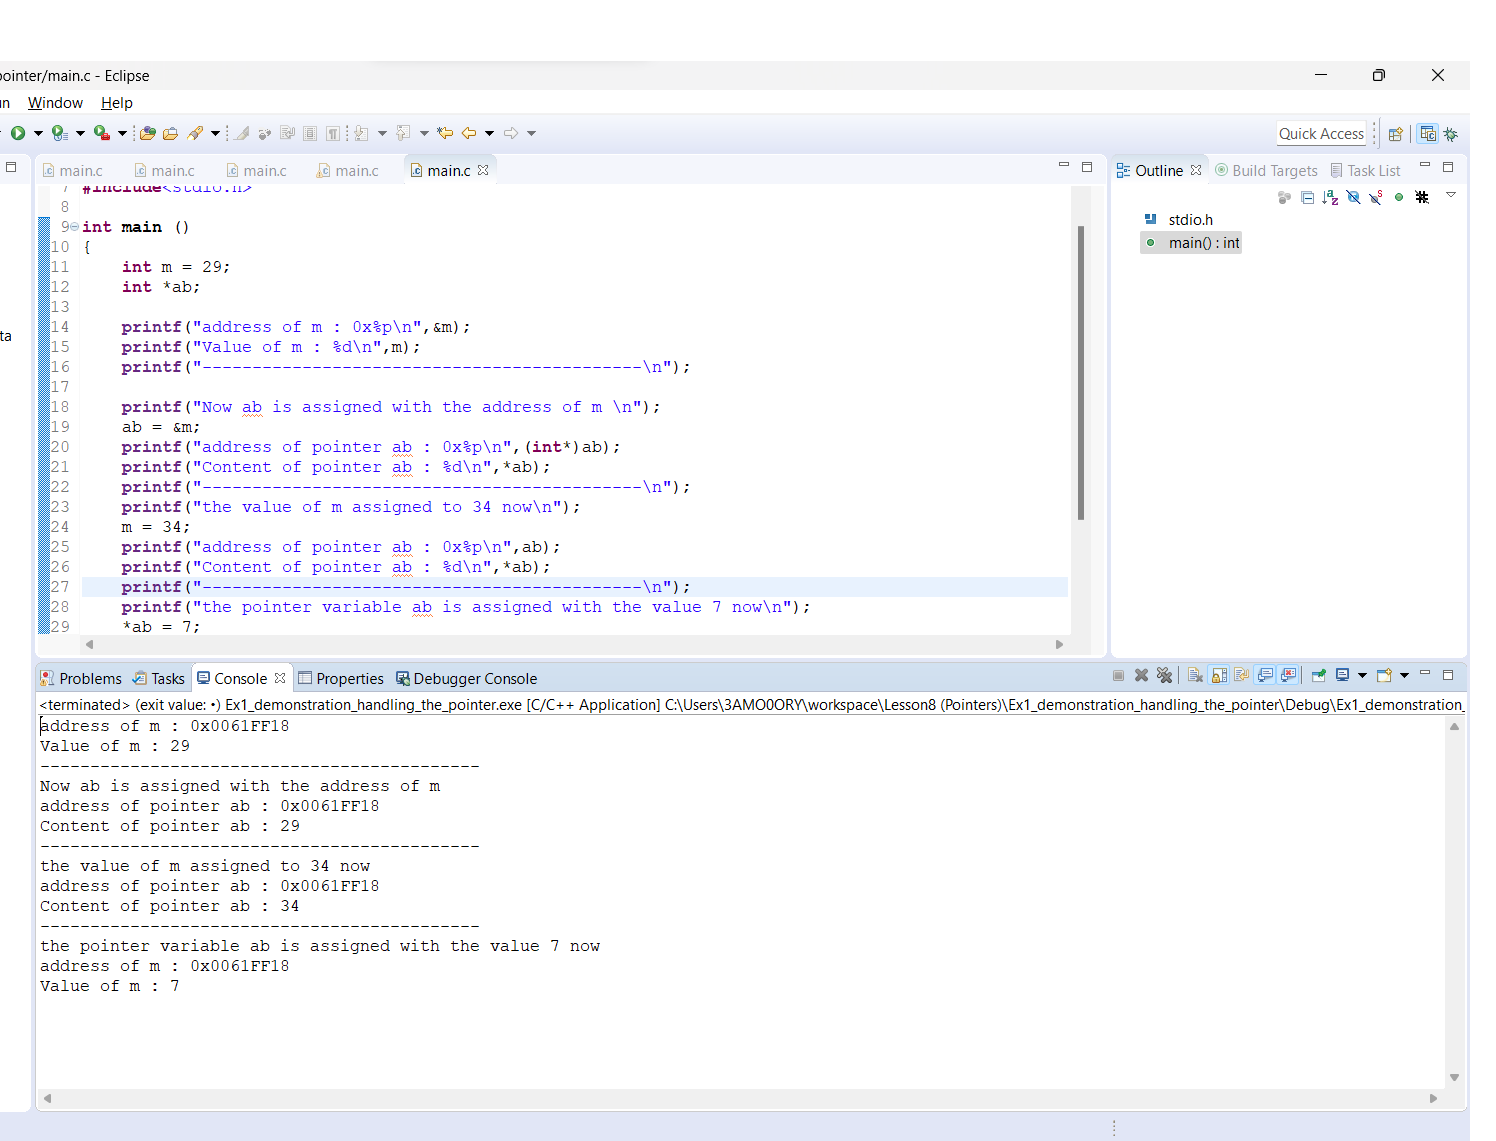 pointer/main.c - Eclipse
Window Help
Quick Access
main.c main.c main.c main.c main.c
Outline Build Targets Task List
stdio.h
main() : int
ta
7 #include<stdio.h>
8
9 int main ()
10 {
11 int m = 29;
12 int *ab;
13
14 printf("address of m : 0x%p\n",&m);
15 printf("Value of m : %d\n",m);
16 printf("--------------------------------------------\n");
17
18 printf("Now ab is assigned with the address of m \n");
19 ab = &m;
20 printf("address of pointer ab : 0x%p\n",(int*)ab);
21 printf("Content of pointer ab : %d\n",*ab);
22 printf("--------------------------------------------\n");
23 printf("the value of m assigned to 34 now\n");
24 m = 34;
25 printf("address of pointer ab : 0x%p\n",ab);
26 printf("Content of pointer ab : %d\n",*ab);
27 printf("--------------------------------------------\n");
28 printf("the pointer variable ab is assigned with the value 7 now\n");
29 *ab = 7;
Problems Tasks Console Properties Debugger Console
<terminated> (exit value: •) Ex1_demonstration_handling_the_pointer.exe [C/C++ Application] C:\Users\3AMO0ORY\workspace\Lesson8 (Pointers)\Ex1_demonstration_handling_the_pointer\Debug\Ex1_demonstration_
address of m : 0x0061FF18
Value of m : 29
--------------------------------------------
Now ab is assigned with the address of m
address of pointer ab : 0x0061FF18
Content of pointer ab : 29
--------------------------------------------
the value of m assigned to 34 now
address of pointer ab : 0x0061FF18
Content of pointer ab : 34
--------------------------------------------
the pointer variable ab is assigned with the value 7 now
address of m : 0x0061FF18
Value of m : 7